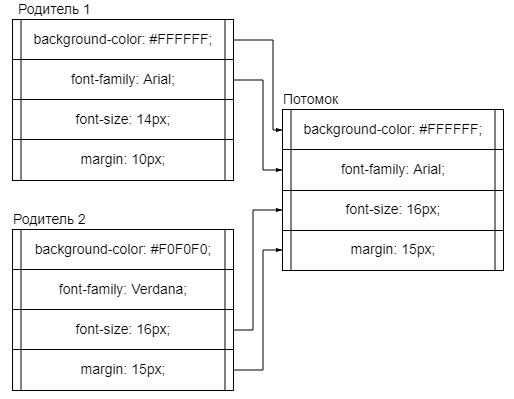 Родитель 1
background-color: #FFFFFF;
font-family: Arial;
font-size: 14px;
margin: 10px;
Родитель 2
background-color: #F0F0F0;
font-family: Verdana;
font-size: 16px;
margin: 15px;
Потомок
background-color: #FFFFFF;
font-family: Arial;
font-size: 16px;
margin: 15px;